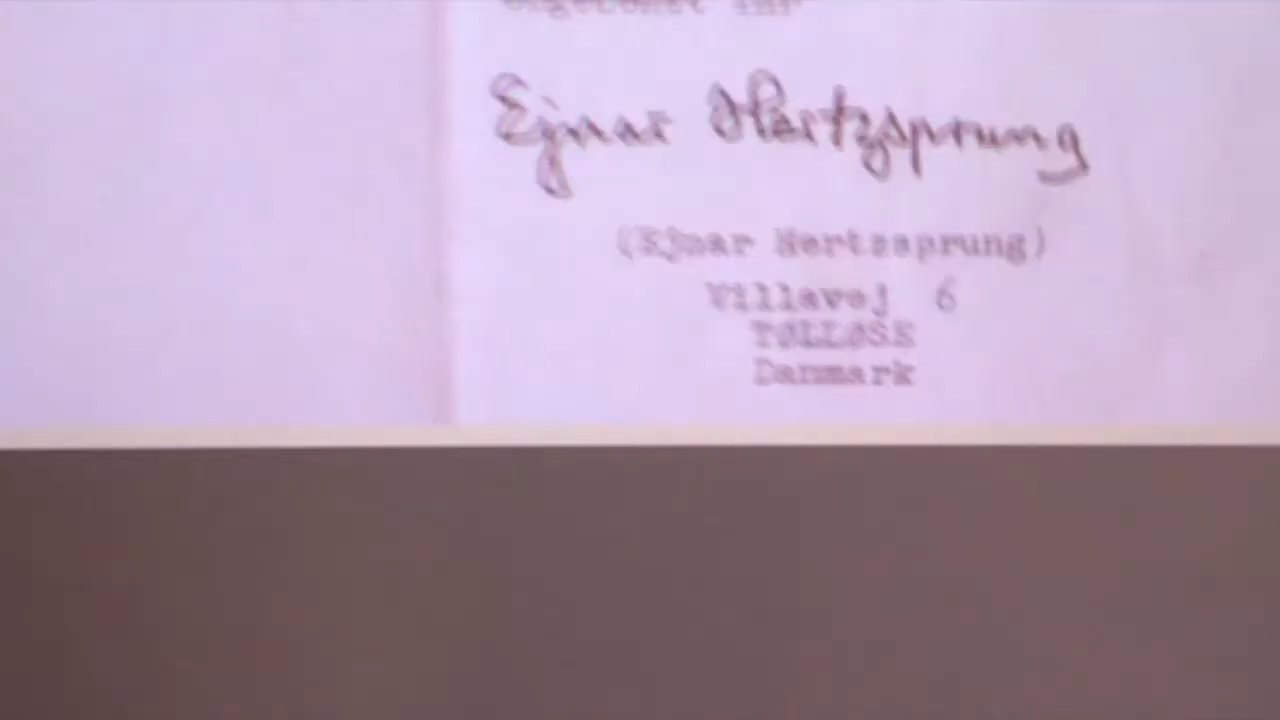 Ejnar Hertzsprung
(Ejnar Hertzsprung)
Villavej 6
TØLLØSE
Danmark